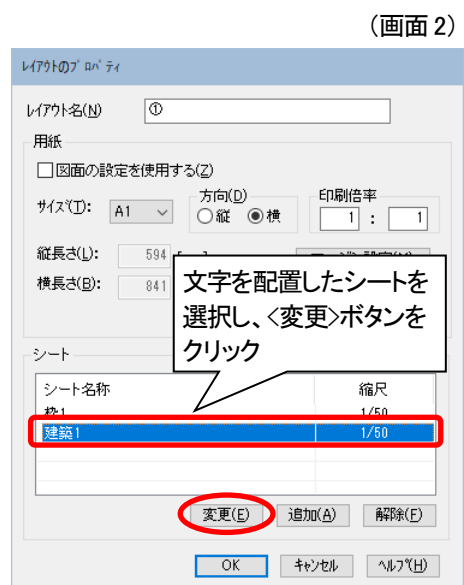 （画面2）
ﾚｲｱｳﾄのﾌﾟﾛﾊﾟﾃｨ
ﾚｲｱｳﾄ名(N) ①
用紙
図面の設定を使用する(Z)
ｻｲｽﾞ(T): A1 方向(D) 縦 横 印刷倍率 1 : 1
縦長さ(L): 594
横長さ(B): 841
文字を配置したシートを
選択し、<変更>ボタンを
クリック
シート
シート名称 縮尺
枠1 1/50
建築1 1/50
変更(E) 追加(A) 解除(F)
OK ｷｬﾝｾﾙ ﾍﾙﾌﾟ(H)